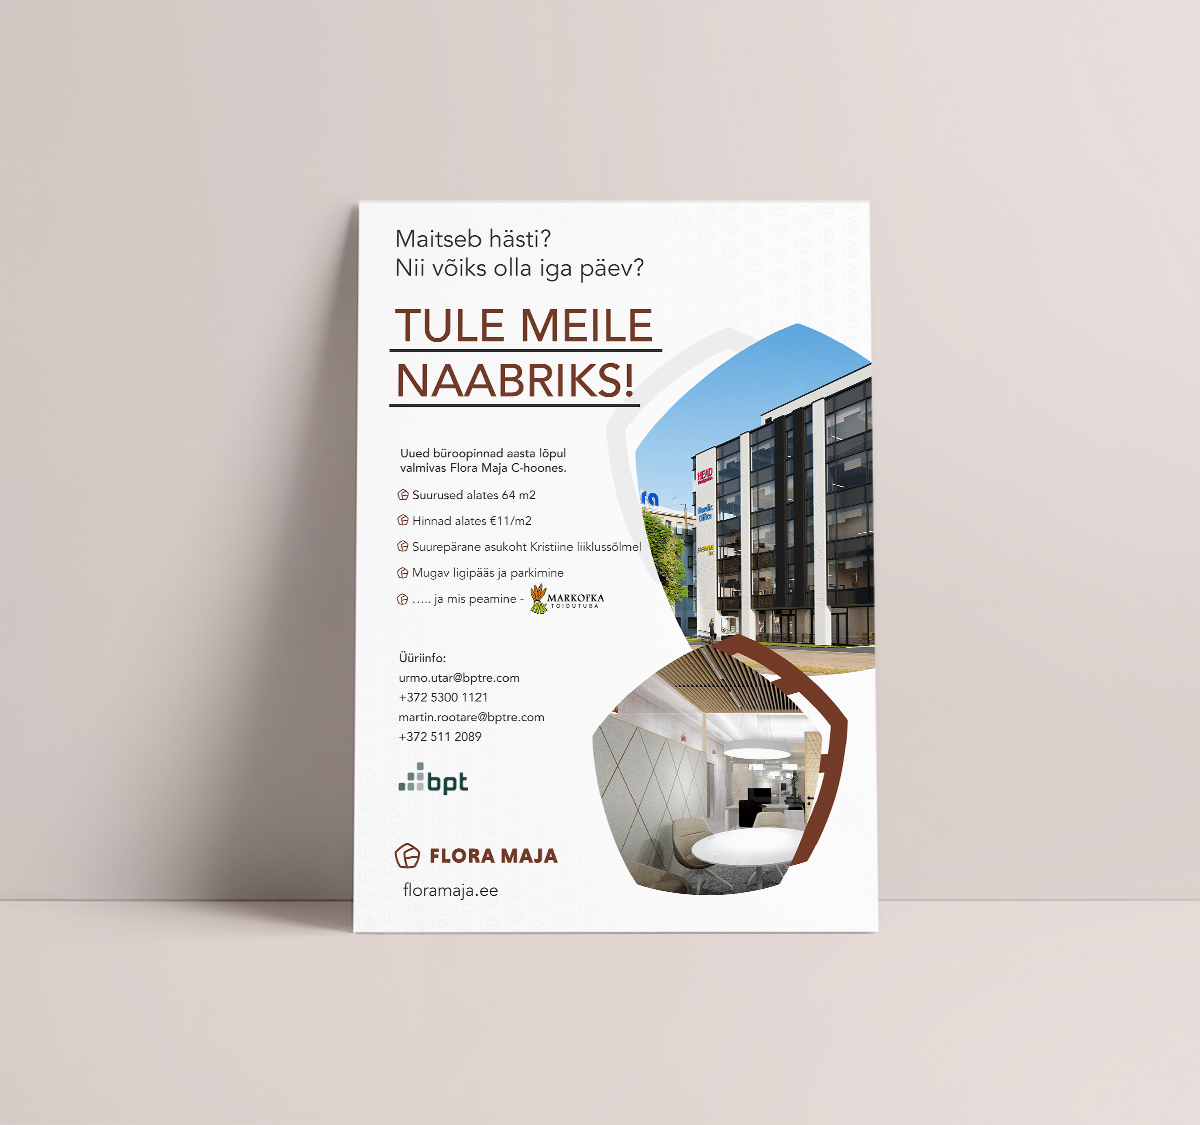 Maitseb hästi?
Nii võiks olla iga päev?
TULE MEILE
NAABRIKS!
Uued büroopinnad aasta lõpul
valmivas Flora Maja C-hoones.
Suurused alates 64 m2
Hinnad alates €11/m2
Suurepärane asukoht Kristiine liiklussõlmel
Mugav ligipääs ja parkimine
..... ja mis peamine -
MARKOFKA
TOIDUTUBA
Üüriinfo:
urmo.utar@bptre.com
+372 5300 1121
martin.rootare@bptre.com
+372 511 2089
bpt
FLORA MAJA
floramaja.ee
HEAD
Nordic
Office